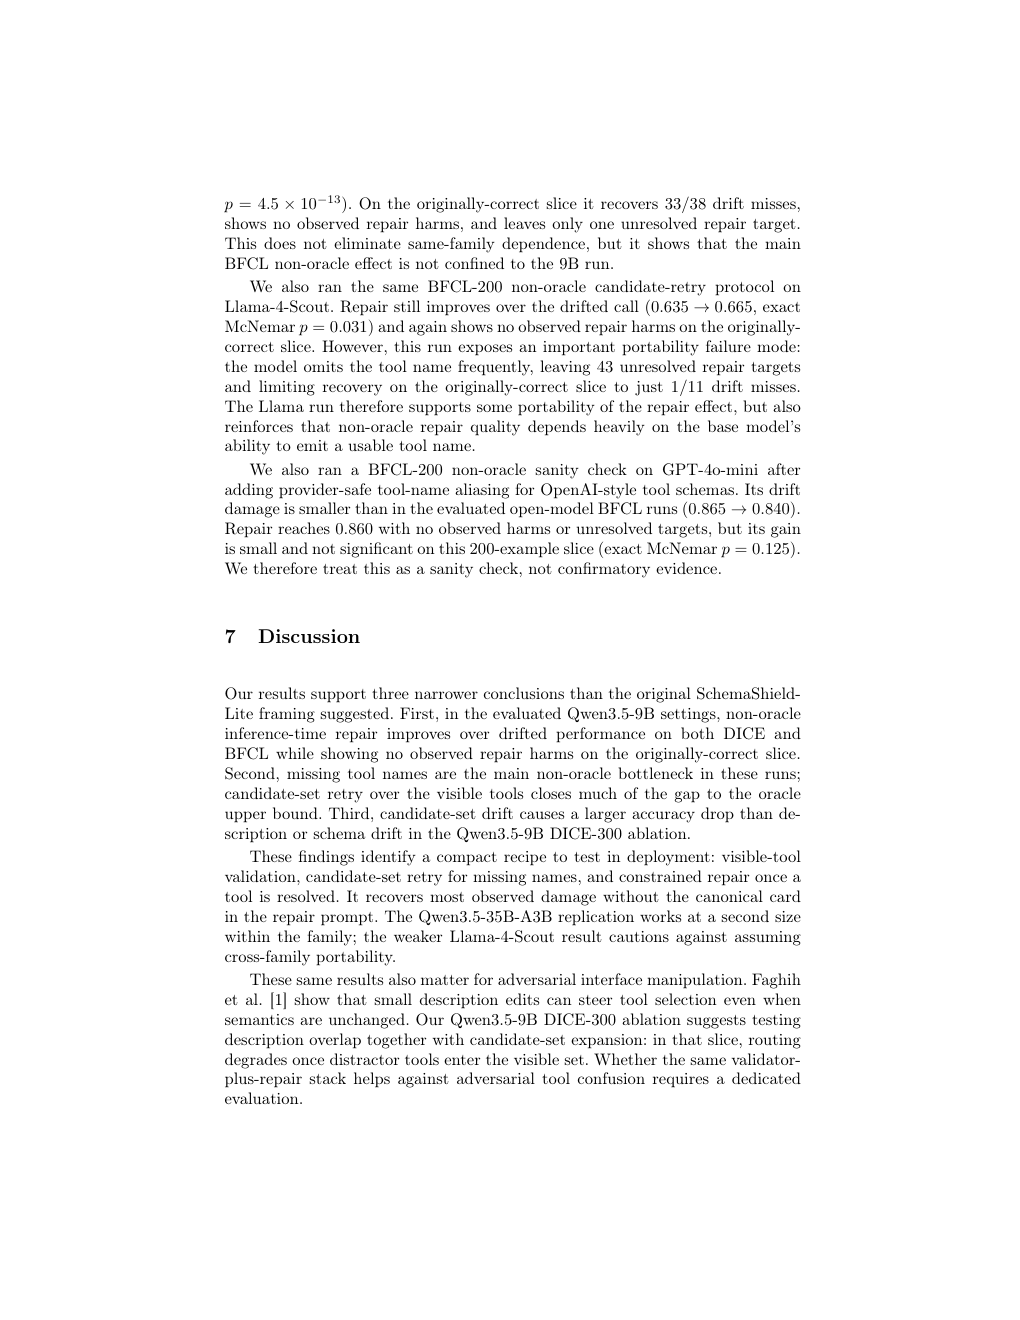 p = 4.5 × 10⁻¹³). On the originally-correct slice it recovers 33/38 drift misses,
shows no observed repair harms, and leaves only one unresolved repair target.
This does not eliminate same-family dependence, but it shows that the main
BFCL non-oracle effect is not confined to the 9B run.
We also ran the same BFCL-200 non-oracle candidate-retry protocol on
Llama-4-Scout. Repair still improves over the drifted call (0.635 → 0.665, exact
McNemar p = 0.031) and again shows no observed repair harms on the originally-
correct slice. However, this run exposes an important portability failure mode:
the model omits the tool name frequently, leaving 43 unresolved repair targets
and limiting recovery on the originally-correct slice to just 1/11 drift misses.
The Llama run therefore supports some portability of the repair effect, but also
reinforces that non-oracle repair quality depends heavily on the base model's
ability to emit a usable tool name.
We also ran a BFCL-200 non-oracle sanity check on GPT-4o-mini after
adding provider-safe tool-name aliasing for OpenAI-style tool schemas. Its drift
damage is smaller than in the evaluated open-model BFCL runs (0.865 → 0.840).
Repair reaches 0.860 with no observed harms or unresolved targets, but its gain
is small and not significant on this 200-example slice (exact McNemar p = 0.125).
We therefore treat this as a sanity check, not confirmatory evidence.
7 Discussion
Our results support three narrower conclusions than the original SchemaShield-
Lite framing suggested. First, in the evaluated Qwen3.5-9B settings, non-oracle
inference-time repair improves over drifted performance on both DICE and
BFCL while showing no observed repair harms on the originally-correct slice.
Second, missing tool names are the main non-oracle bottleneck in these runs;
candidate-set retry over the visible tools closes much of the gap to the oracle
upper bound. Third, candidate-set drift causes a larger accuracy drop than de-
scription or schema drift in the Qwen3.5-9B DICE-300 ablation.
These findings identify a compact recipe to test in deployment: visible-tool
validation, candidate-set retry for missing names, and constrained repair once a
tool is resolved. It recovers most observed damage without the canonical card
in the repair prompt. The Qwen3.5-35B-A3B replication works at a second size
within the family; the weaker Llama-4-Scout result cautions against assuming
cross-family portability.
These same results also matter for adversarial interface manipulation. Faghih
et al. [1] show that small description edits can steer tool selection even when
semantics are unchanged. Our Qwen3.5-9B DICE-300 ablation suggests testing
description overlap together with candidate-set expansion: in that slice, routing
degrades once distractor tools enter the visible set. Whether the same validator-
plus-repair stack helps against adversarial tool confusion requires a dedicated
evaluation.